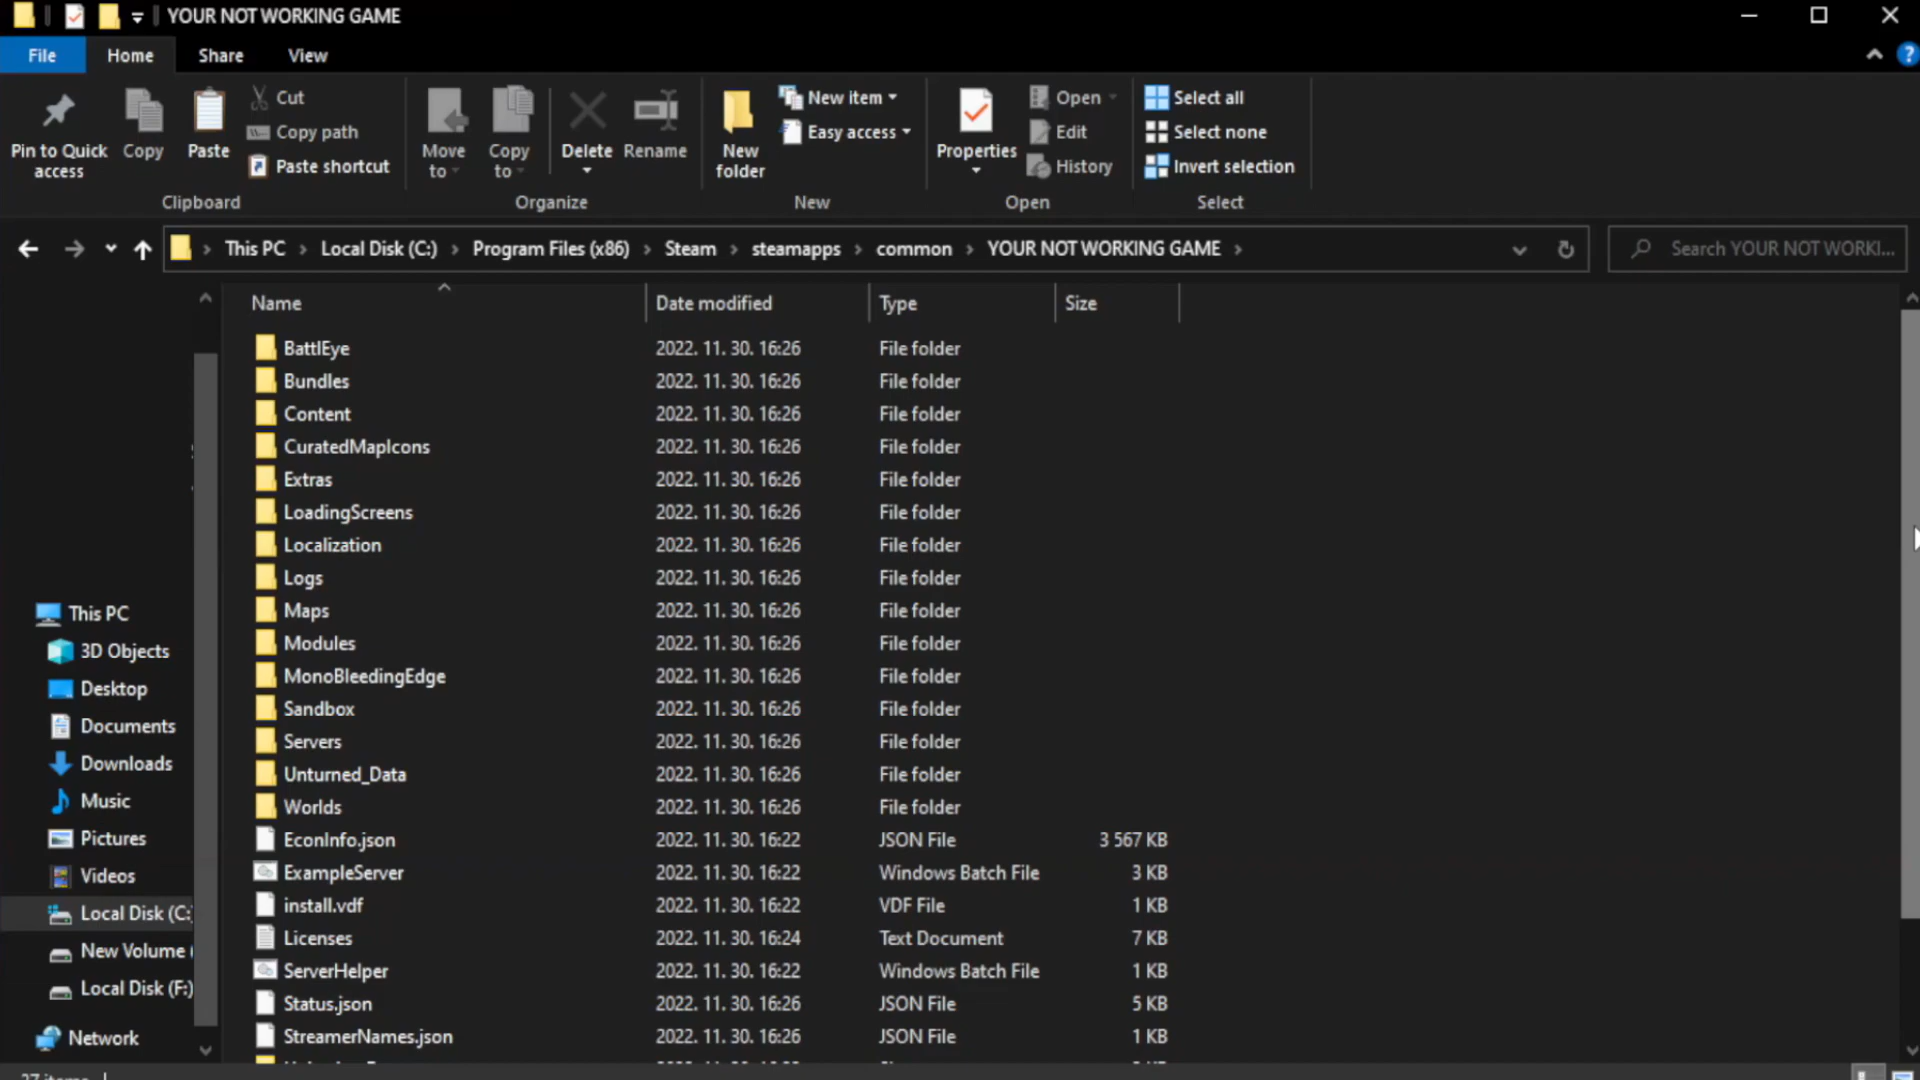 YOUR NOT WORKING GAME
File Home Share View
Pin to Quick access
Copy
Paste
Cut
Copy path
Paste shortcut
Clipboard
Move to
Copy to
Delete
Rename
Organize
New folder
New item
Easy access
New
Properties
Open
Edit
History
Open
Select all
Select none
Invert selection
Select
This PC > Local Disk (C:) > Program Files (x86) > Steam > steamapps > common > YOUR NOT WORKING GAME >
Search YOUR NOT WORKI...
This PC
3D Objects
Desktop
Documents
Downloads
Music
Pictures
Videos
Local Disk (C:
New Volume (
Local Disk (F:)
Network
Name Date modified Type Size
BattlEye 2022. 11. 30. 16:26 File folder
Bundles 2022. 11. 30. 16:26 File folder
Content 2022. 11. 30. 16:26 File folder
CuratedMapIcons 2022. 11. 30. 16:26 File folder
Extras 2022. 11. 30. 16:26 File folder
LoadingScreens 2022. 11. 30. 16:26 File folder
Localization 2022. 11. 30. 16:26 File folder
Logs 2022. 11. 30. 16:26 File folder
Maps 2022. 11. 30. 16:26 File folder
Modules 2022. 11. 30. 16:26 File folder
MonoBleedingEdge 2022. 11. 30. 16:26 File folder
Sandbox 2022. 11. 30. 16:26 File folder
Servers 2022. 11. 30. 16:26 File folder
Unturned_Data 2022. 11. 30. 16:26 File folder
Worlds 2022. 11. 30. 16:26 File folder
EconInfo.json 2022. 11. 30. 16:22 JSON File 3 567 KB
ExampleServer 2022. 11. 30. 16:22 Windows Batch File 3 KB
install.vdf 2022. 11. 30. 16:22 VDF File 1 KB
Licenses 2022. 11. 30. 16:24 Text Document 7 KB
ServerHelper 2022. 11. 30. 16:22 Windows Batch File 1 KB
Status.json 2022. 11. 30. 16:26 JSON File 5 KB
StreamerNames.json 2022. 11. 30. 16:26 JSON File 1 KB